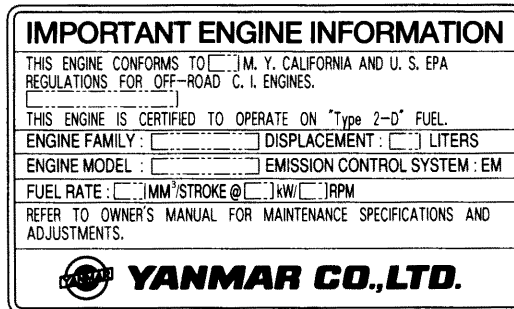 IMPORTANT ENGINE INFORMATION
THIS ENGINE CONFORMS TO M. Y. CALIFORNIA AND U. S. EPA
REGULATIONS FOR OFF-ROAD C. I. ENGINES.
THIS ENGINE IS CERTIFIED TO OPERATE ON "Type 2-D" FUEL.
ENGINE FAMILY : DISPLACEMENT : LITERS
ENGINE MODEL : EMISSION CONTROL SYSTEM : EM
FUEL RATE : MM³/STROKE @ kW/ RPM
REFER TO OWNER'S MANUAL FOR MAINTENANCE SPECIFICATIONS AND
ADJUSTMENTS.
YANMAR YANMAR CO.,LTD.